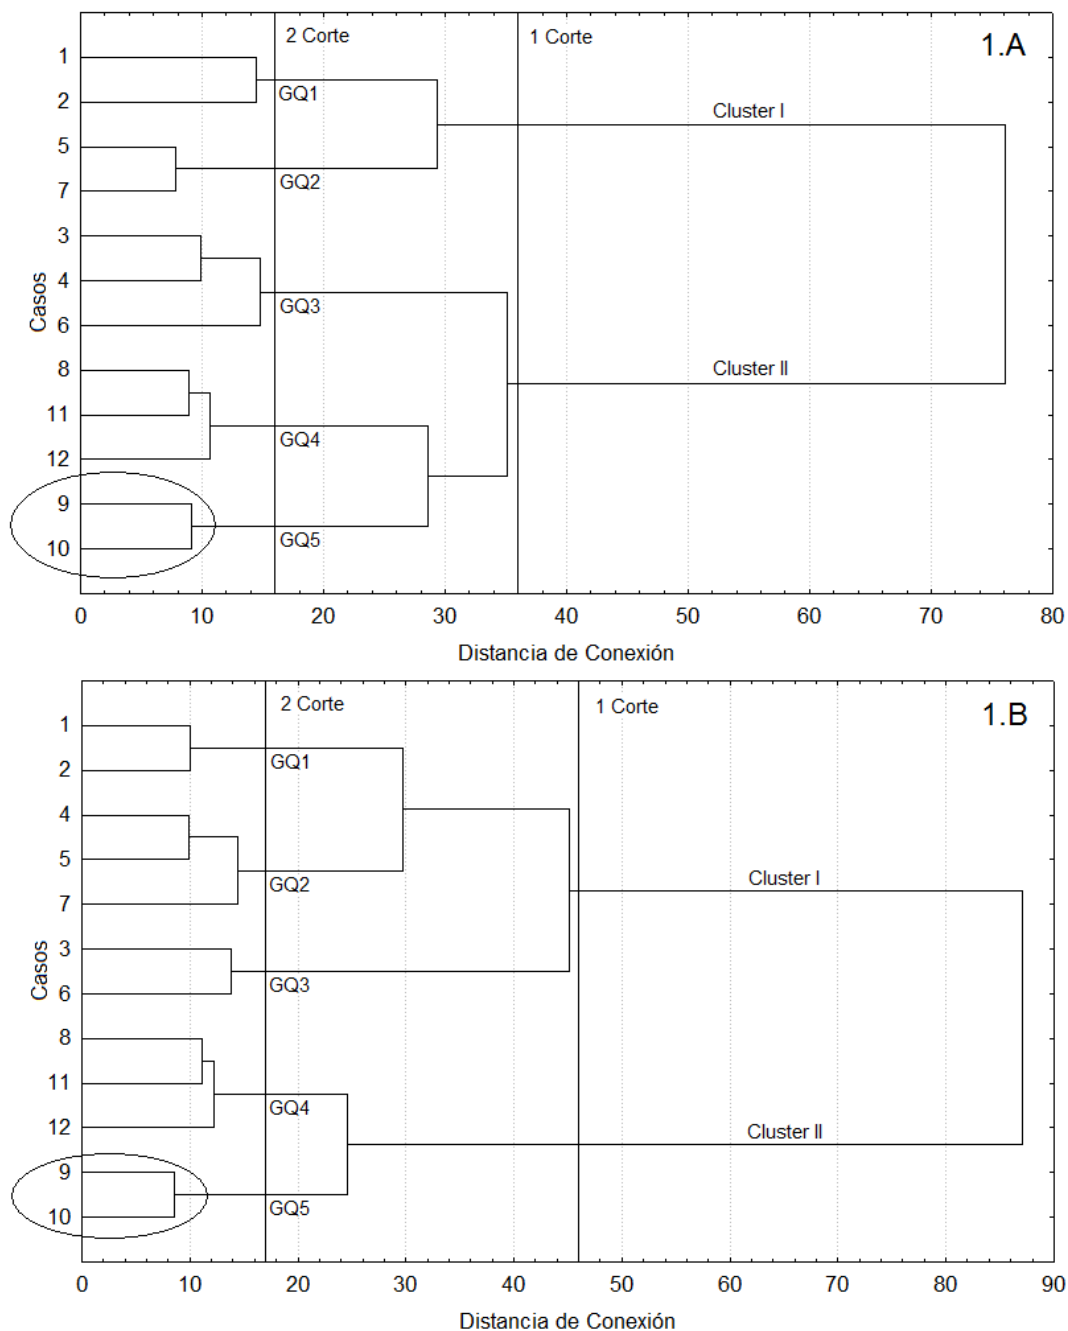 2 Corte
1 Corte
1.A
1
2
5
7
3
4
6
8
11
12
9
10
Casos
GQ1
GQ2
GQ3
GQ4
GQ5
Cluster I
Cluster II
0 10 20 30 40 50 60 70 80
Distancia de Conexión
2 Corte
1 Corte
1.B
1
2
4
5
7
3
6
8
11
12
9
10
Casos
GQ1
GQ2
GQ3
GQ4
GQ5
Cluster I
Cluster II
0 10 20 30 40 50 60 70 80 90
Distancia de Conexión